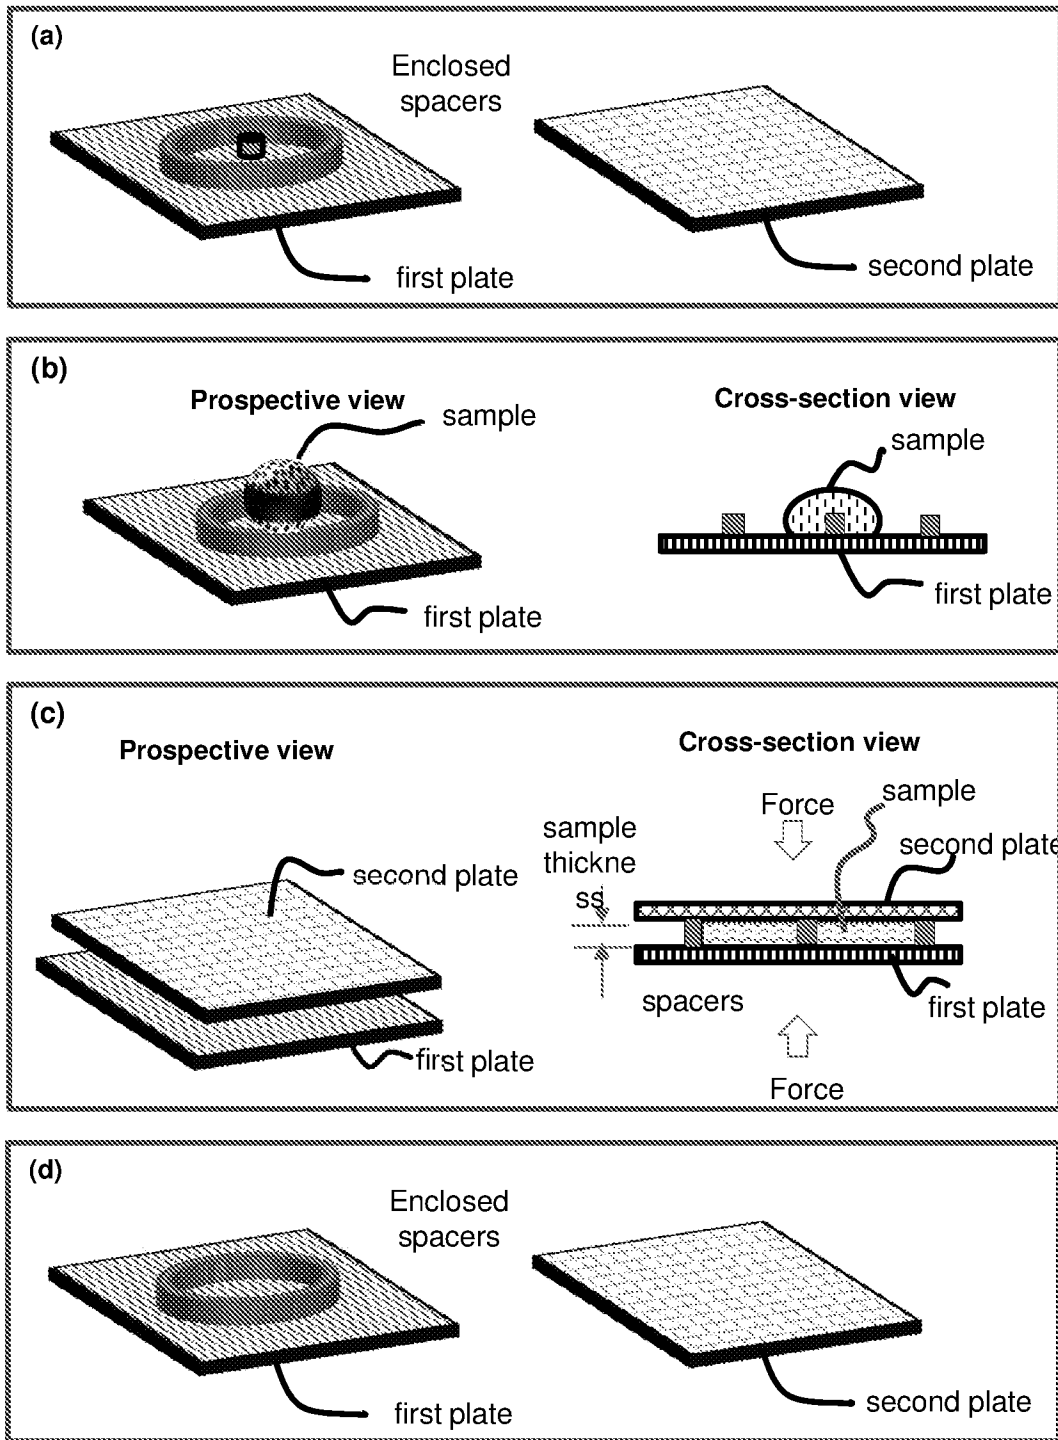 (a)
Enclosed
spacers
first plate
second plate
(b)
Prospective view
sample
first plate
Cross-section view
sample
first plate
(c)
Prospective view
second plate
first plate
Cross-section view
Force
sample
sample
thickne
ss
second plate
spacers
first plate
Force
(d)
Enclosed
spacers
first plate
second plate